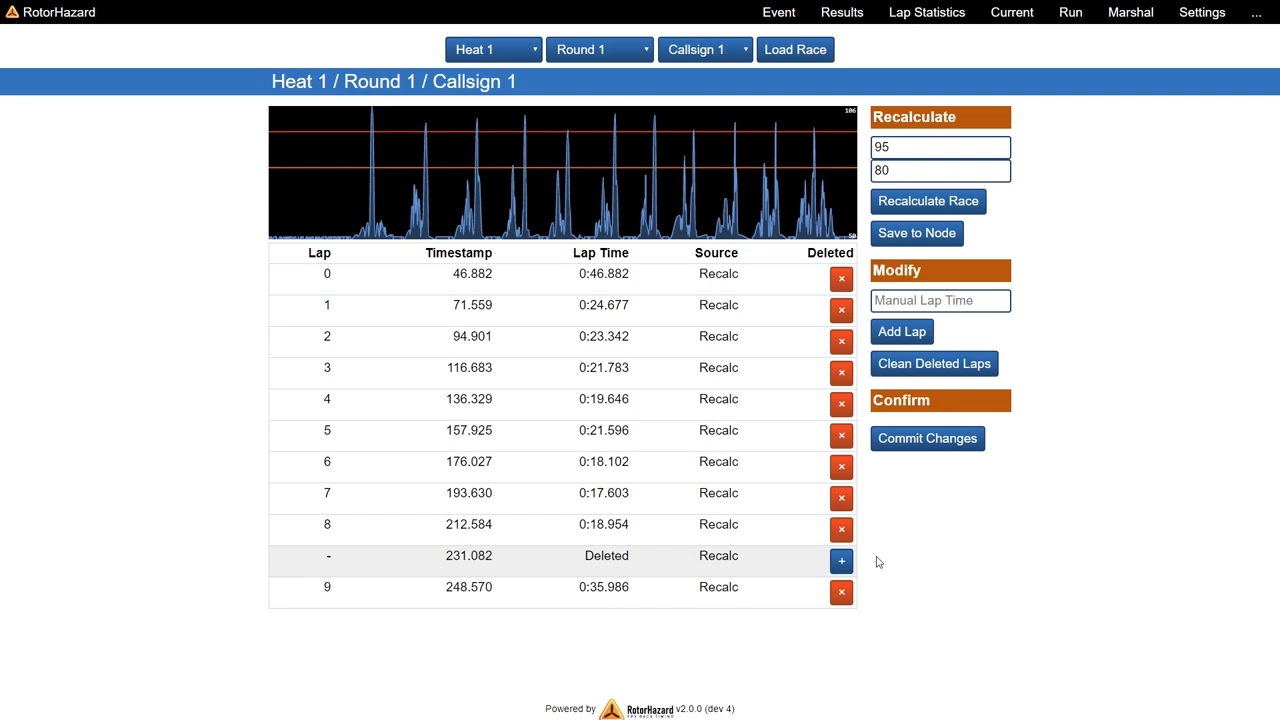 RotorHazard Event Results Lap Statistics Current Run Marshal Settings ...
Heat 1 Round 1 Callsign 1 Load Race
Heat 1 / Round 1 / Callsign 1
106
50
Lap Timestamp Lap Time Source Deleted
0 46.882 0:46.882 Recalc ×
1 71.559 0:24.677 Recalc ×
2 94.901 0:23.342 Recalc ×
3 116.683 0:21.783 Recalc ×
4 136.329 0:19.646 Recalc ×
5 157.925 0:21.596 Recalc ×
6 176.027 0:18.102 Recalc ×
7 193.630 0:17.603 Recalc ×
8 212.584 0:18.954 Recalc ×
- 231.082 Deleted Recalc +
9 248.570 0:35.986 Recalc ×
Recalculate
95
80
Recalculate Race
Save to Node
Modify
Manual Lap Time
Add Lap
Clean Deleted Laps
Confirm
Commit Changes
Powered by RotorHazard v2.0.0 (dev 4)
FPV RACE TIMING